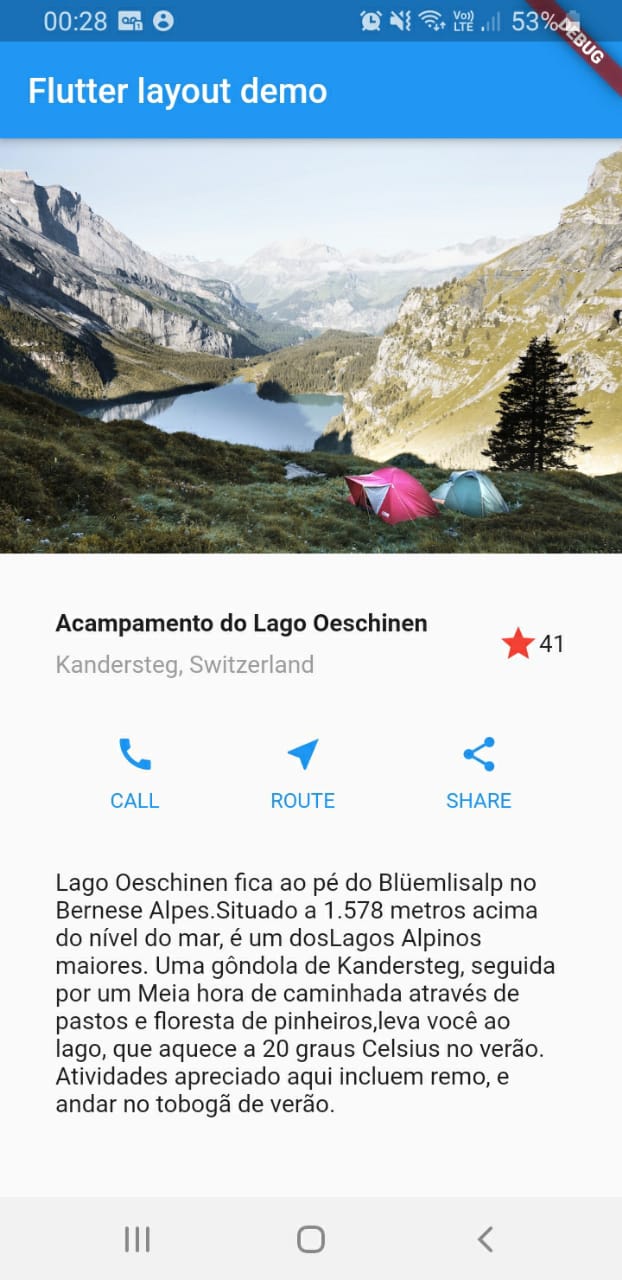 00:28
Vo))
LTE
53%
DEBUG
Flutter layout demo
Acampamento do Lago Oeschinen
Kandersteg, Switzerland
41
CALL
ROUTE
SHARE
Lago Oeschinen fica ao pé do Blüemlisalp no
Bernese Alpes.Situado a 1.578 metros acima
do nível do mar, é um dosLagos Alpinos
maiores. Uma gôndola de Kandersteg, seguida
por um Meia hora de caminhada através de
pastos e floresta de pinheiros,leva você ao
lago, que aquece a 20 graus Celsius no verão.
Atividades apreciado aqui incluem remo, e
andar no tobogã de verão.